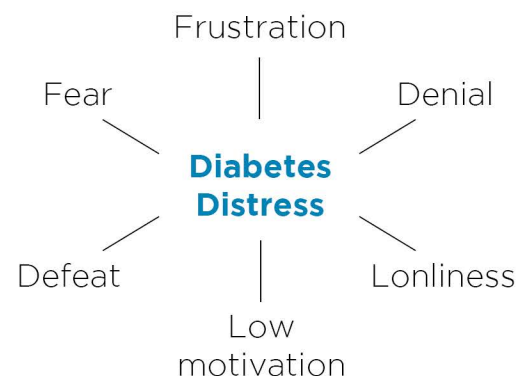 Frustration
Fear
Denial
Diabetes
Distress
Defeat
Lonliness
Low
motivation